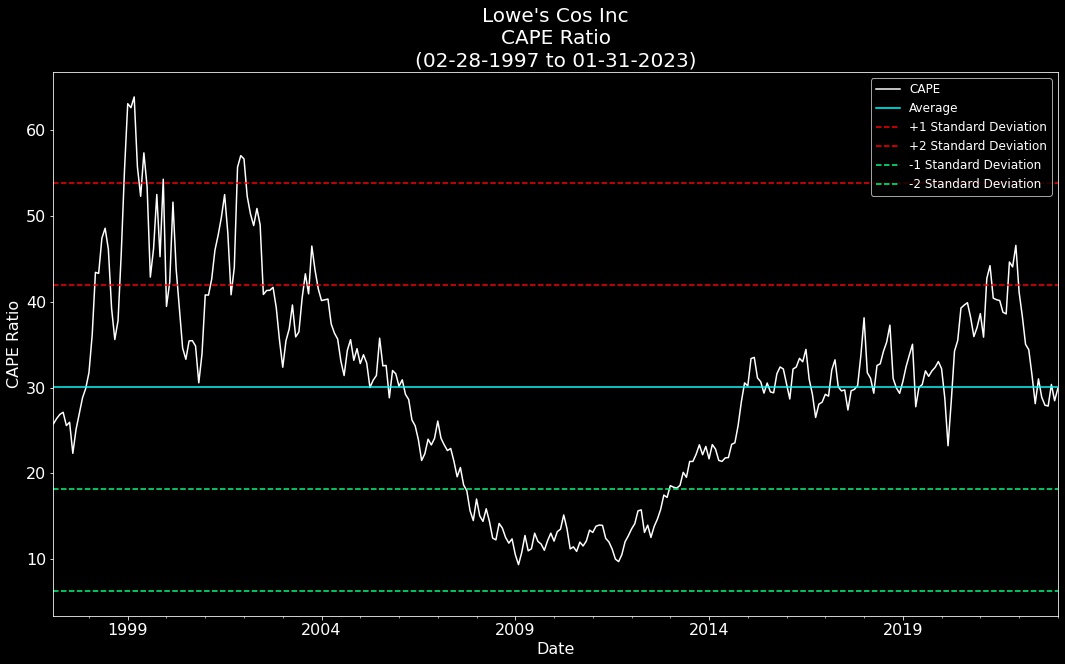 Lowe's Cos Inc
CAPE Ratio
(02-28-1997 to 01-31-2023)
CAPE
Average
+1 Standard Deviation
+2 Standard Deviation
-1 Standard Deviation
-2 Standard Deviation
CAPE Ratio
60
50
40
30
20
10
1999
2004
2009
2014
2019
Date